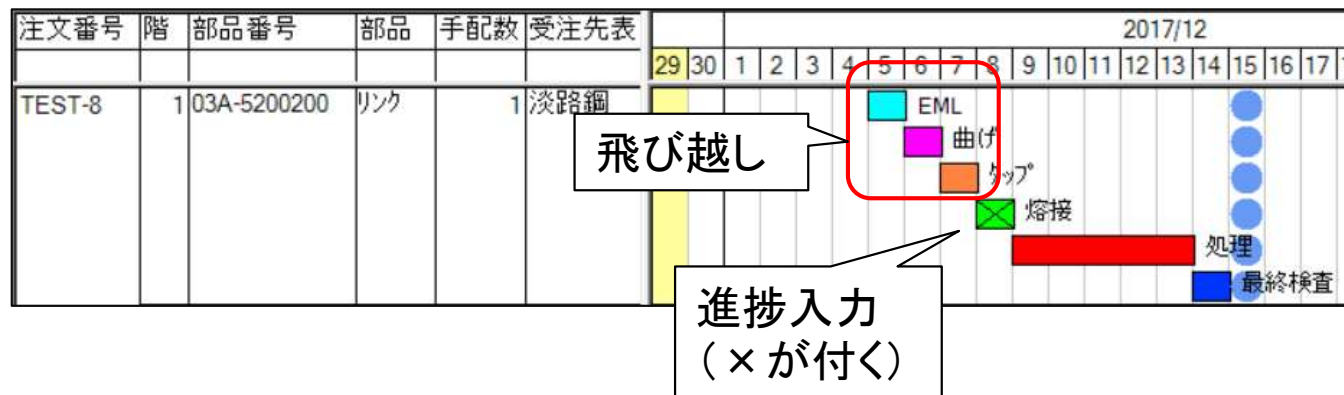 注文番号 階 部品番号 部品 手配数 受注先表 2017/12
29 30 1 2 3 4 5 6 7 8 9 10 11 12 13 14 15 16 17
TEST-8 1 03A-5200200 リンク 1 淡路鋼 EML
曲げ
タップ
熔接
処理
最終検査
飛び越し
進捗入力
(×が付く)